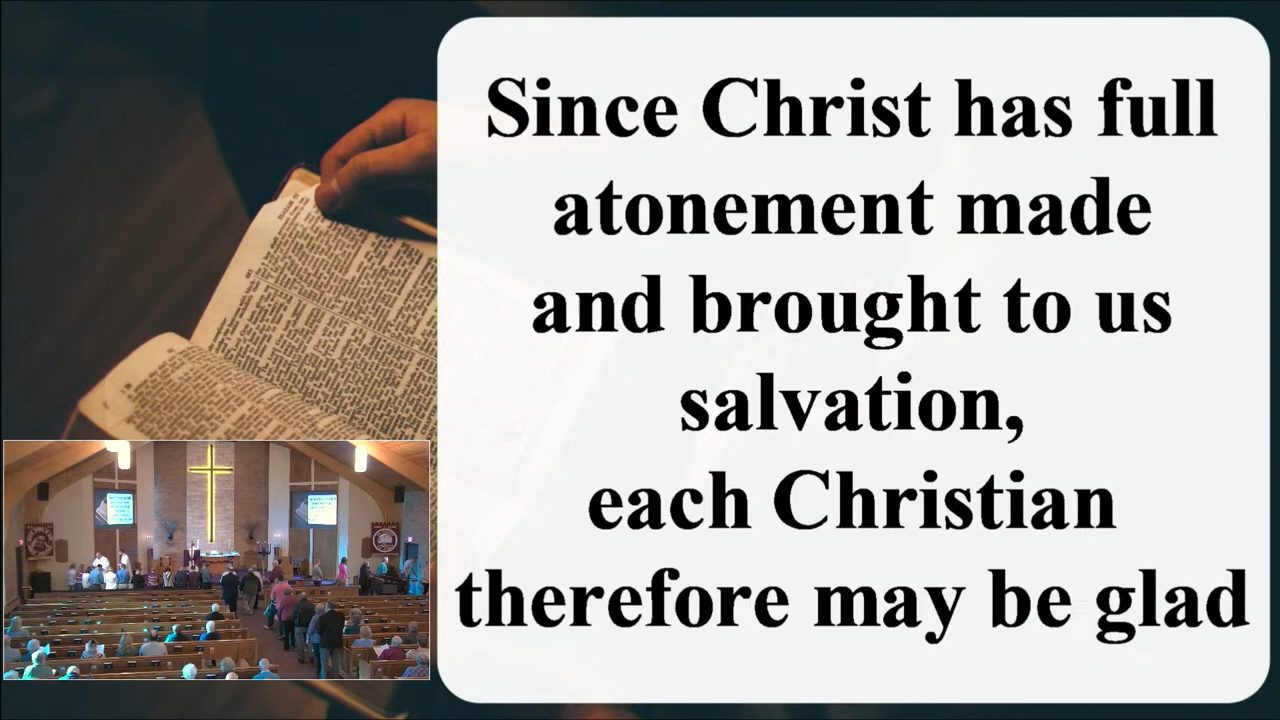 Since Christ has full
atonement made
and brought to us
salvation,
each Christian
therefore may be glad